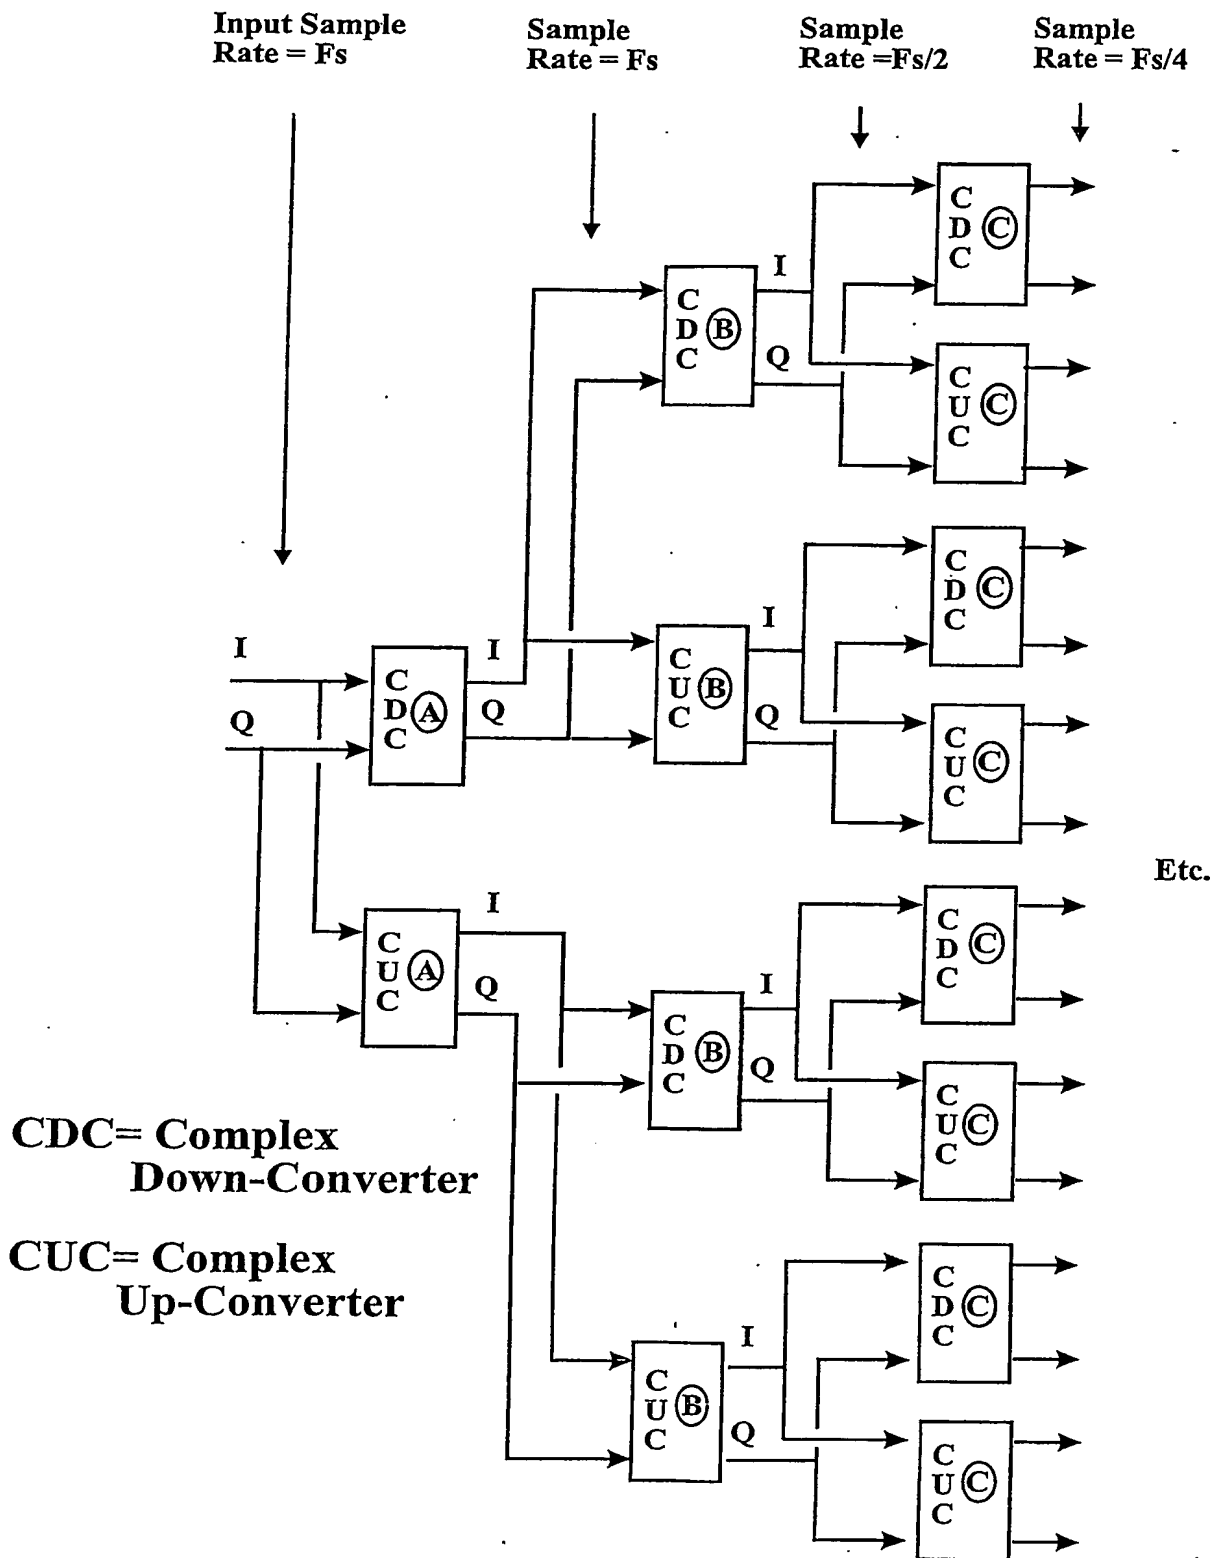 Input Sample
Rate = Fs
Sample
Rate = Fs
Sample
Rate =Fs/2
Sample
Rate = Fs/4
C
D
C
C
I
C
D
C
B
Q
C
U
C
C
C
D
C
C
I
I
C
D
C
A
I
C
U
C
B
Q
Q
Q
C
U
C
C
Etc.
I
C
U
C
A
Q
C
D
C
C
I
C
D
C
B
Q
C
U
C
C
CDC= Complex
Down-Converter
CUC= Complex
Up-Converter
C
D
C
C
I
C
U
C
B
Q
C
U
C
C